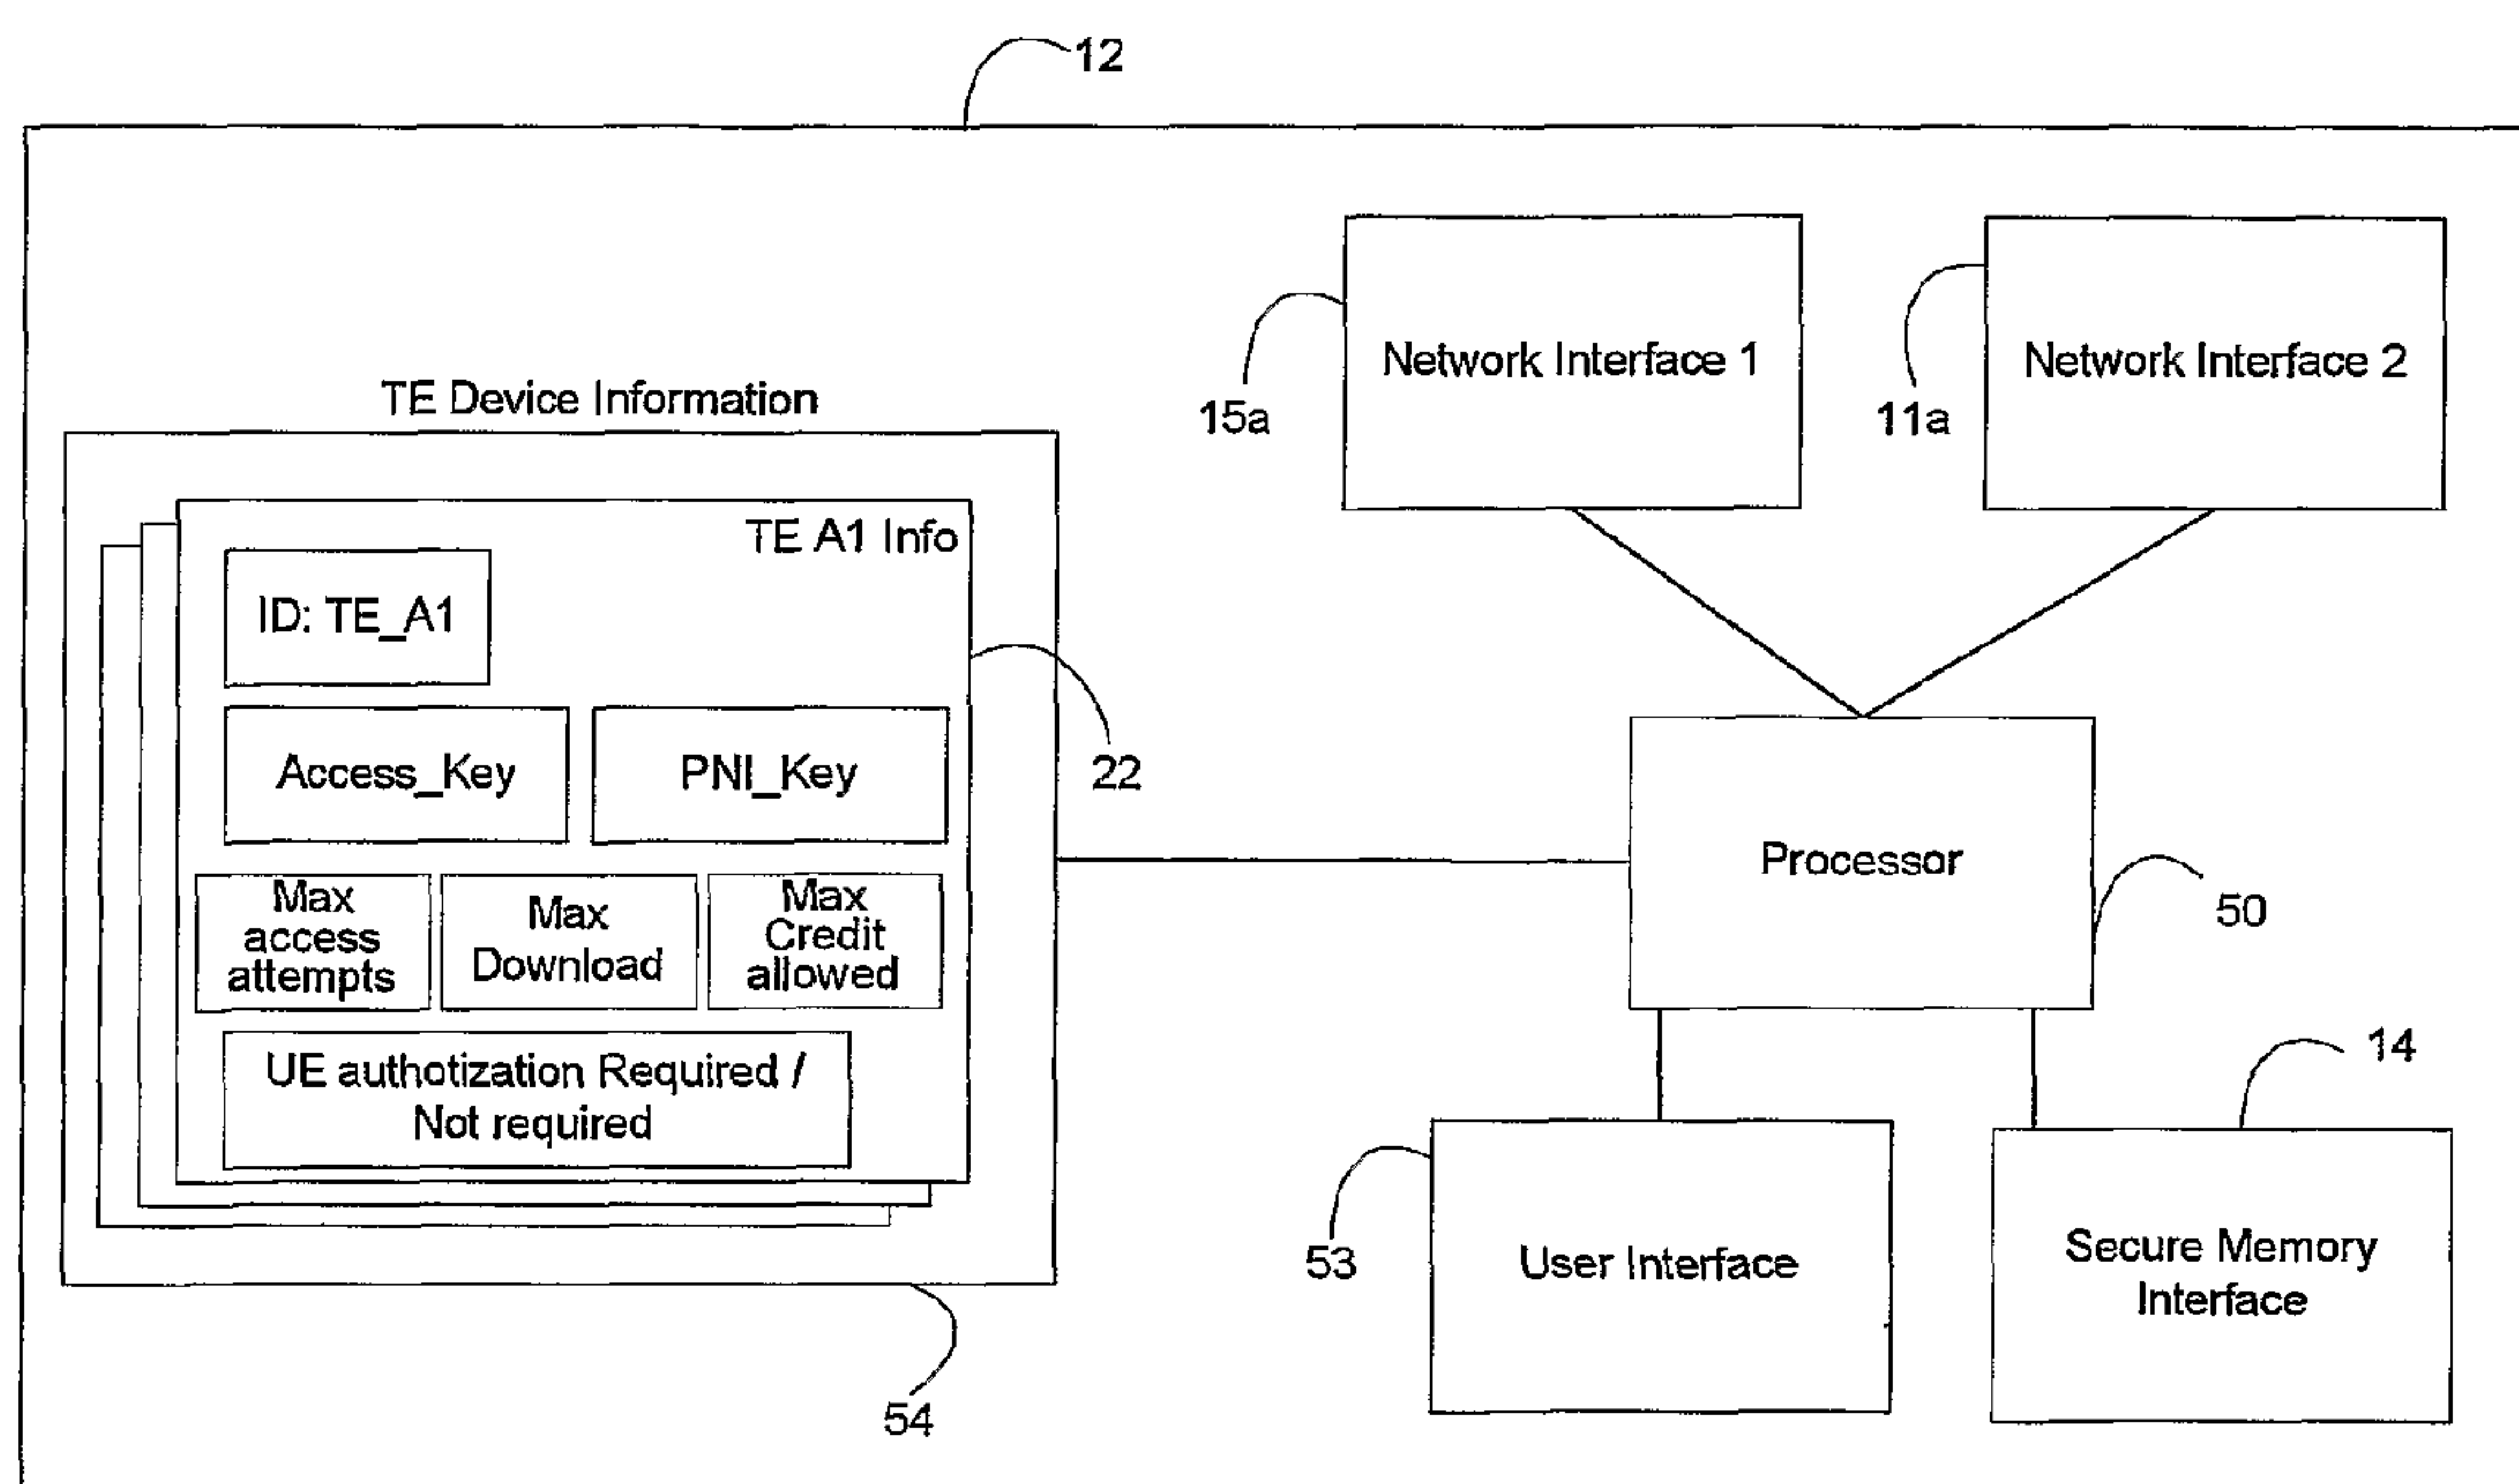 12
Network Interface 1
Network Interface 2
15a
11a
TE Device Information
TE A1 Info
ID: TE_A1
Access_Key
PNI_Key
22
Max
access
attempts
Max
Download
Max
Credit
allowed
UE authotization Required /
Not required
54
Processor
50
14
53
User Interface
Secure Memory
Interface